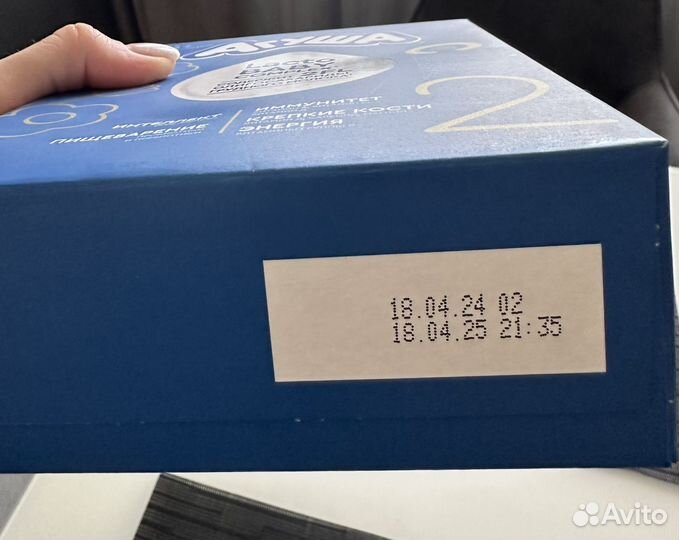 АГУША
ИММУНИТЕТ
ИНТЕЛЛЕКТ
КРЕПКИЕ КОСТИ
ПИЩЕВАРЕНИЕ
ЭНЕРГИЯ
2
18.04.24 02
18.04.25 21:35
Avito